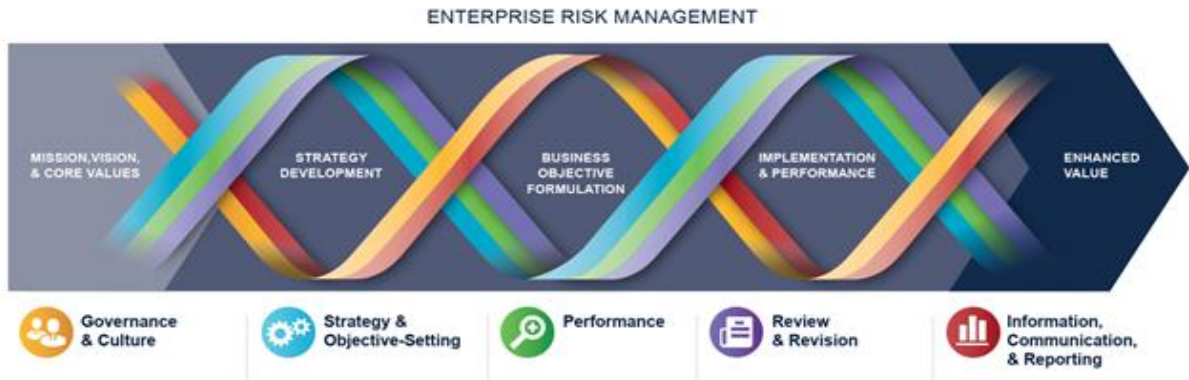 ENTERPRISE RISK MANAGEMENT
MISSION,VISION,
& CORE VALUES
STRATEGY
DEVELOPMENT
BUSINESS
OBJECTIVE
FORMULATION
IMPLEMENTATION
& PERFORMANCE
ENHANCED
VALUE
Governance
& Culture
Strategy &
Objective-Setting
Performance
Review
& Revision
Information,
Communication,
& Reporting